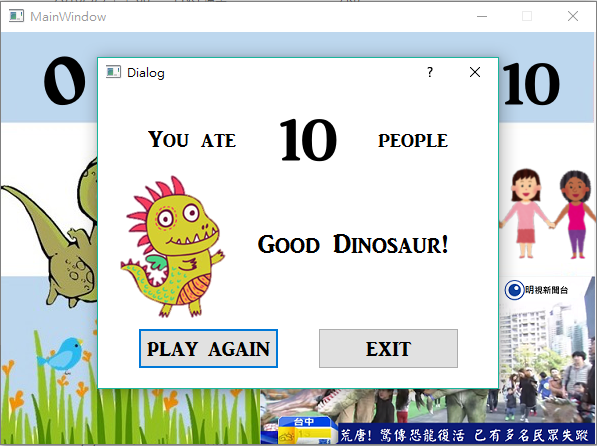 MainWindow
Dialog
?
0
10
You ate 10 people
Good Dinosaur!
PLAY AGAIN
EXIT
明視新聞台
台中
荒唐! 驚傳恐龍復活 已有多名民眾失蹤